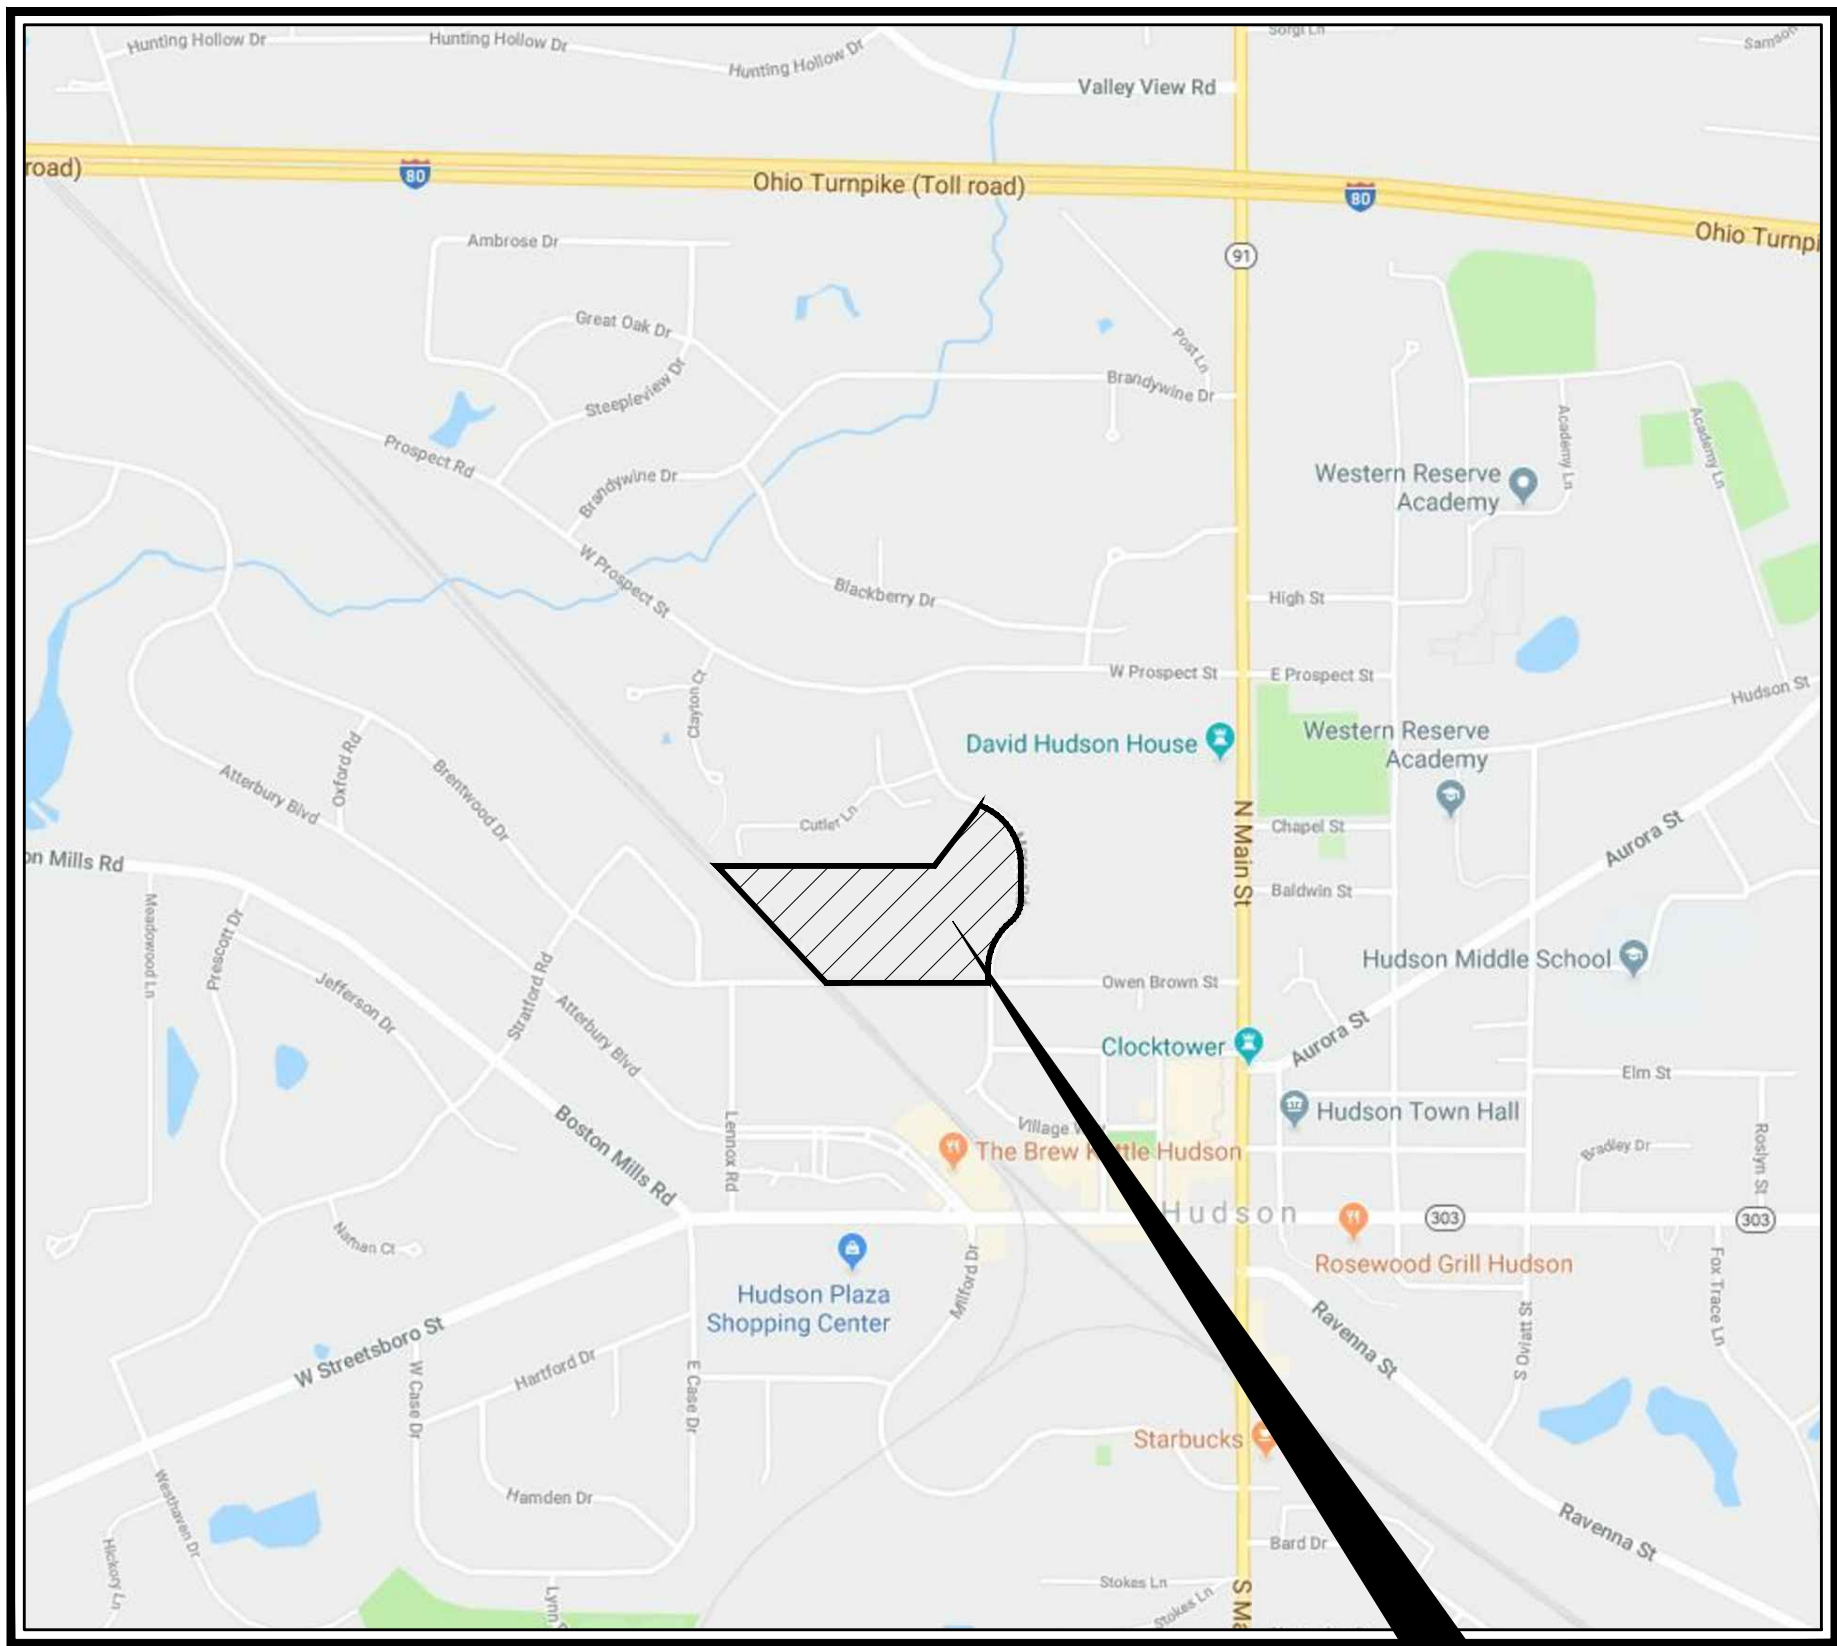 Hunting Hollow Dr
Hunting Hollow Dr
Hunting Hollow Dr
Sorgi Ln
Samson
Valley View Rd
road)
80
Ohio Turnpike (Toll road)
80
Ohio Turnpi
91
Ambrose Dr
Great Oak Dr
Steepleview Dr
Post Ln
Brandywine Dr
Prospect Rd
Brandywine Dr
Academy Ln
Academy Ln
Western Reserve
Academy
W Prospect St
Blackberry Dr
High St
W Prospect St
E Prospect St
Clayton Ct
Hudson St
David Hudson House
Western Reserve
Academy
Oxford Rd
Atterbury Blvd
Brentwood Dr
Cutler Ln
N Main St
Chapel St
Aurora St
on Mills Rd
Baldwin St
Meadowood Ln
Prescott Dr
Jefferson Dr
Stratford Rd
Atterbury Blvd
Owen Brown St
Hudson Middle School
Clocktower
Aurora St
Elm St
Boston Mills Rd
Lennox Rd
Village W
Hudson Town Hall
The Brew K ttle Hudson
Bradley Dr
Roslyn St
Hudson
303
303
Nathan Ct
Milford Dr
Rosewood Grill Hudson
Hudson Plaza
Shopping Center
W Streetsboro St
Hartford Dr
W Case Dr
E Case Dr
Ravenna St
S Oviatt St
Fox Trace Ln
Starbucks
Westhaven Dr
Hamden Dr
Ravenna St
Hickory Ln
Bard Dr
Stokes Ln
Stokes Ln
Lynn
S Ma